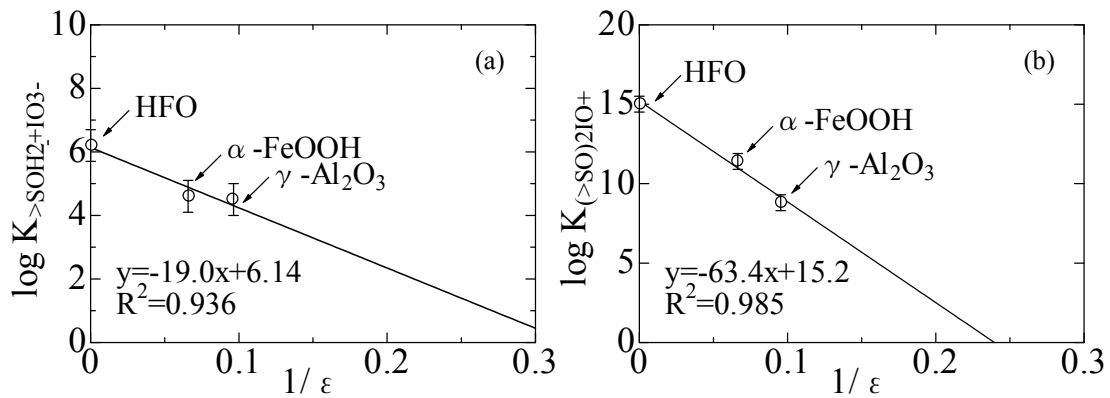 10
8
6
4
2
0
0
0.1
0.2
0.3
1/ ε
log K>SOH2+IO3-
(a)
HFO
α -FeOOH
γ -Al2O3
y=-19.0x+6.14
R2=0.936
20
15
10
5
0
0
0.1
0.2
0.3
1/ ε
log K(>SO)2IO+
(b)
HFO
α -FeOOH
γ -Al2O3
y=-63.4x+15.2
R2=0.985